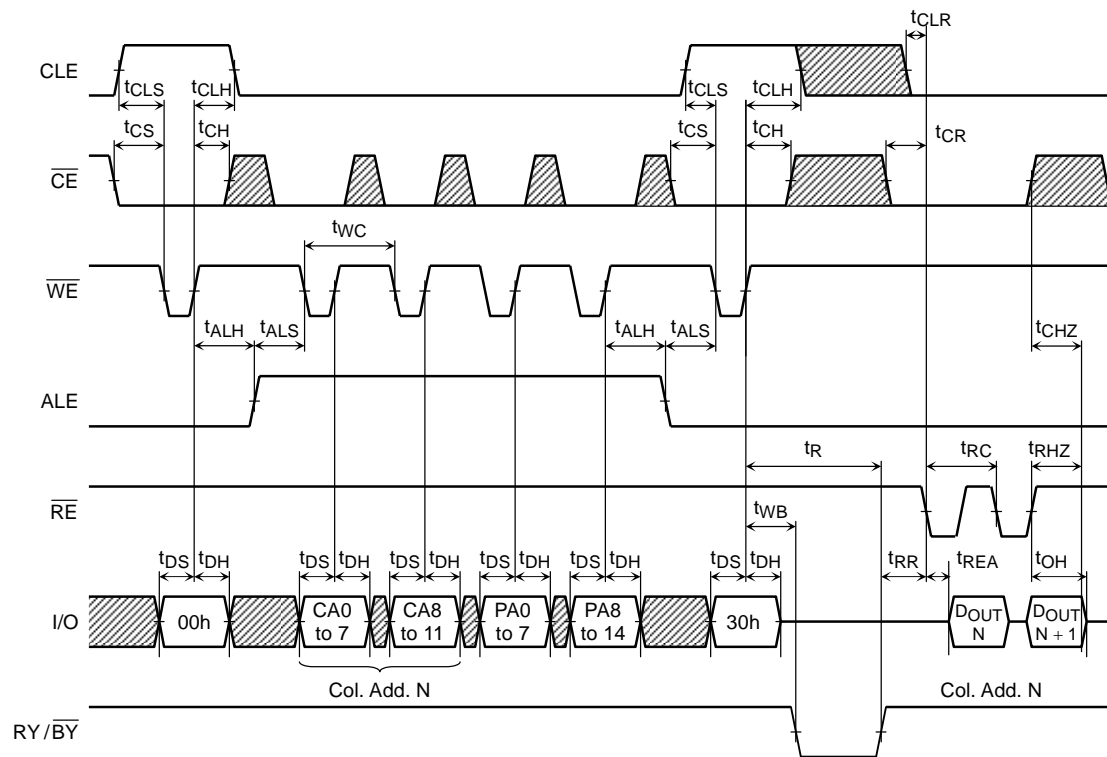 tCLR
CLE
tCLS tCLH tCLS tCLH
tCS tCH tCS tCH tCR
CE
tWC
WE
tALH tALS tALH tALS tCHZ
ALE
tR tRC tRHZ
RE
tWB
tDS tDH tDS tDH tDS tDH tDS tDH tDS tDH tDS tDH tRR tREA tOH
I/O 00h CA0 to 7 CA8 to 11 PA0 to 7 PA8 to 14 30h DOUT N DOUT N + 1
Col. Add. N Col. Add. N
RY/BY